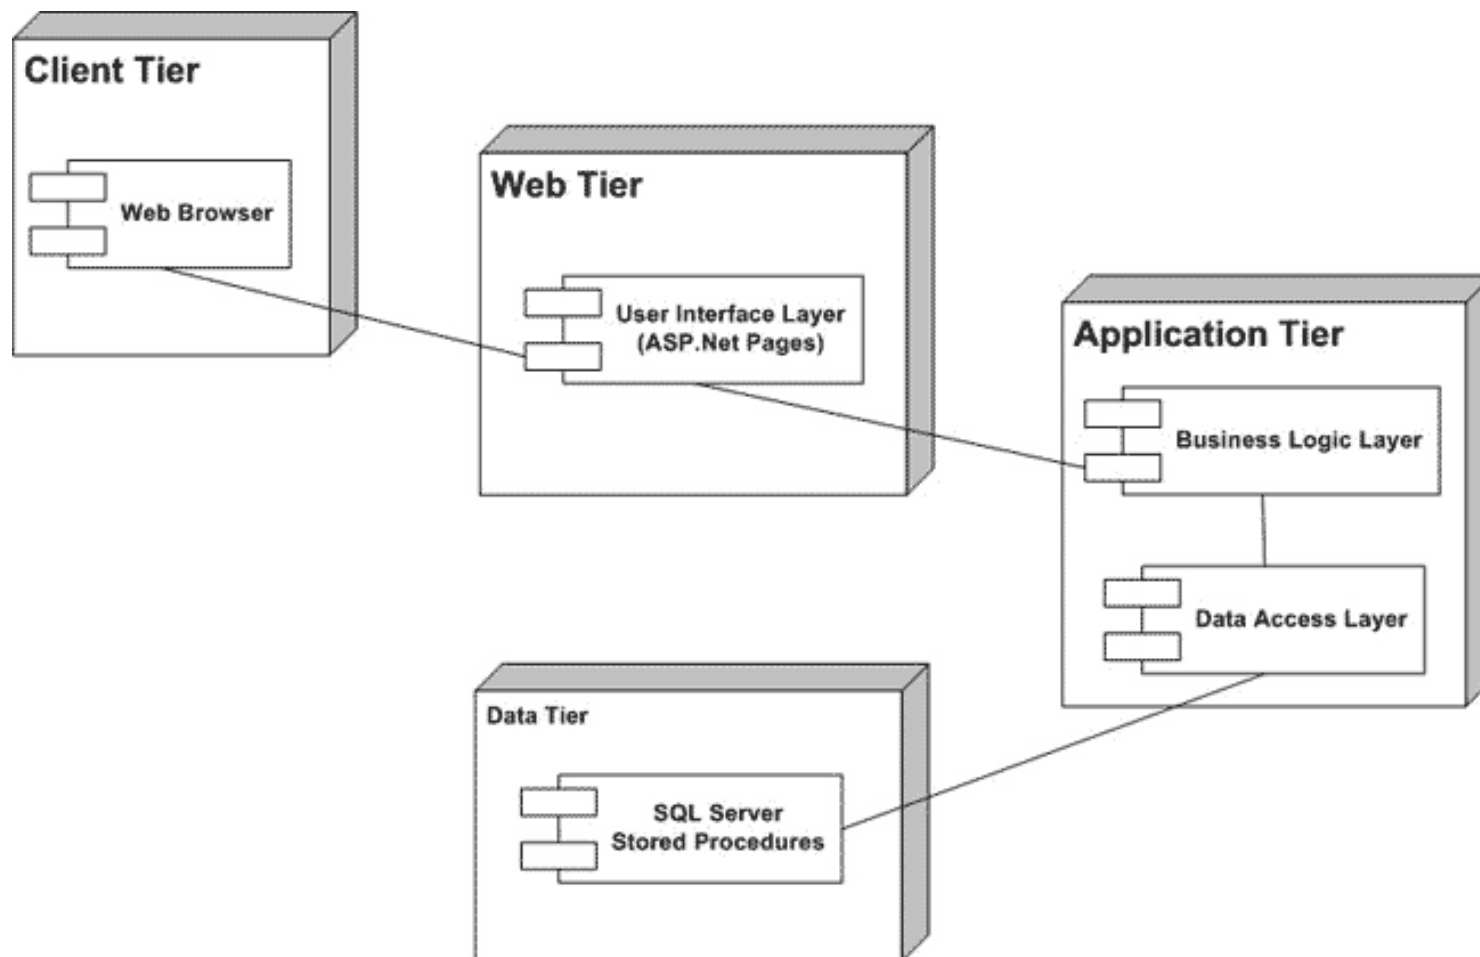 Client Tier
Web Browser
Web Tier
User Interface Layer
(ASP.Net Pages)
Application Tier
Business Logic Layer
Data Access Layer
Data Tier
SQL Server
Stored Procedures